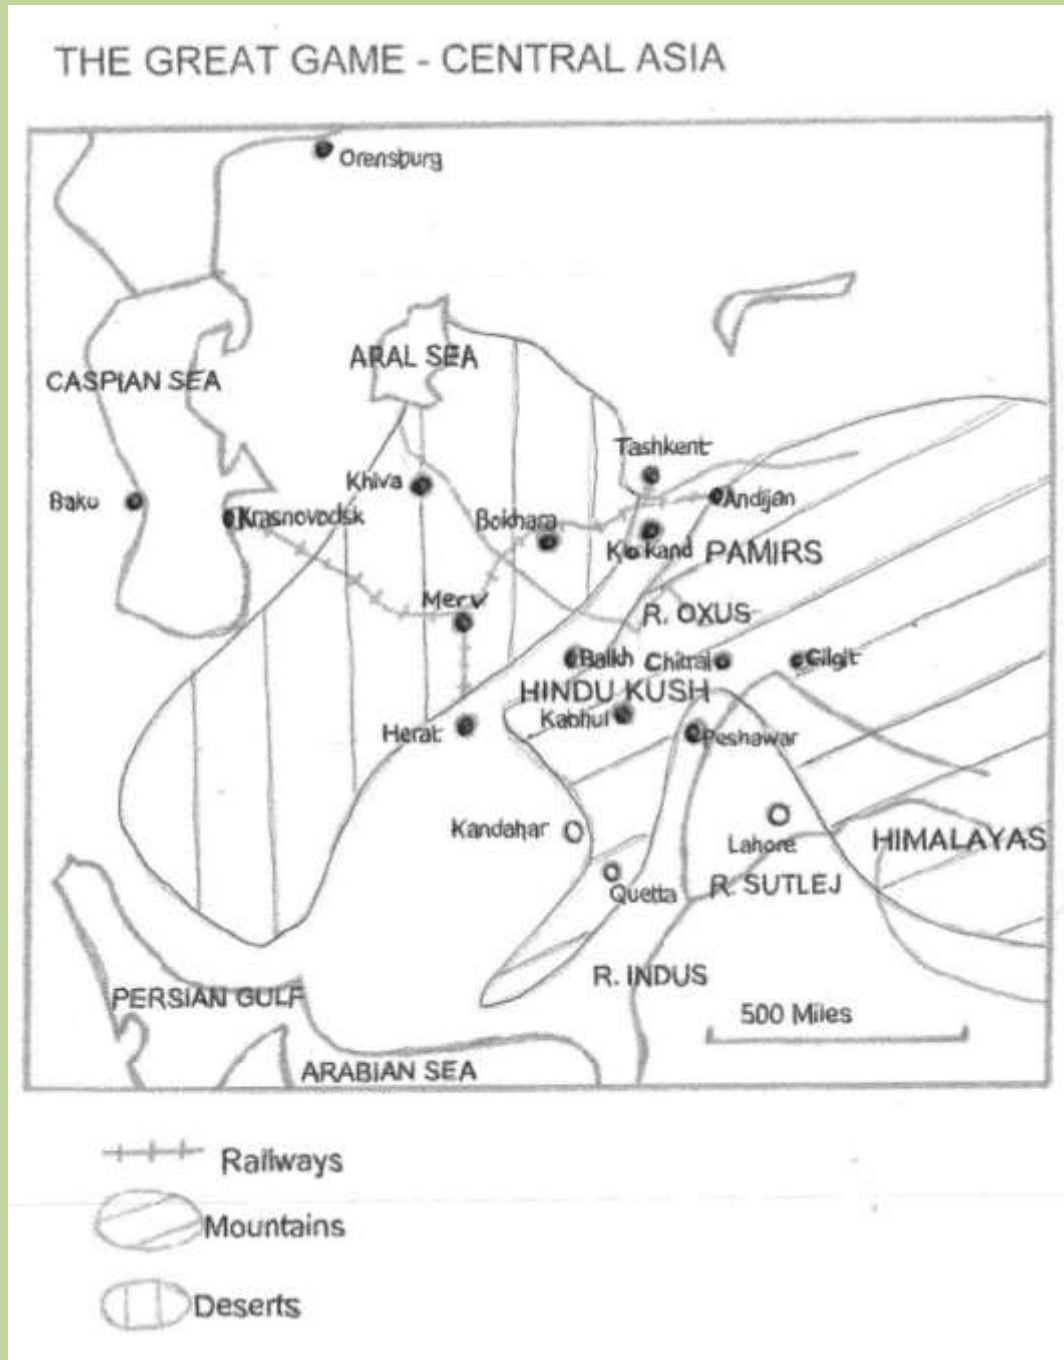 THE GREAT GAME - CENTRAL ASIA
Orensburg
ARAL SEA
CASPIAN SEA
Tashkent
Khiva
Bako
Andijan
Krasnovodsk
Bokhara
Kokand
PAMIRS
Merv
R. OXUS
Balkh
Chitral
Gilgit
HINDU KUSH
Kabhul
Herat
Peshawar
Kandahar
Lahore
HIMALAYAS
Quetta
R. SUTLEJ
R. INDUS
PERSIAN GULF
500 Miles
ARABIAN SEA
Railways
Mountains
Deserts